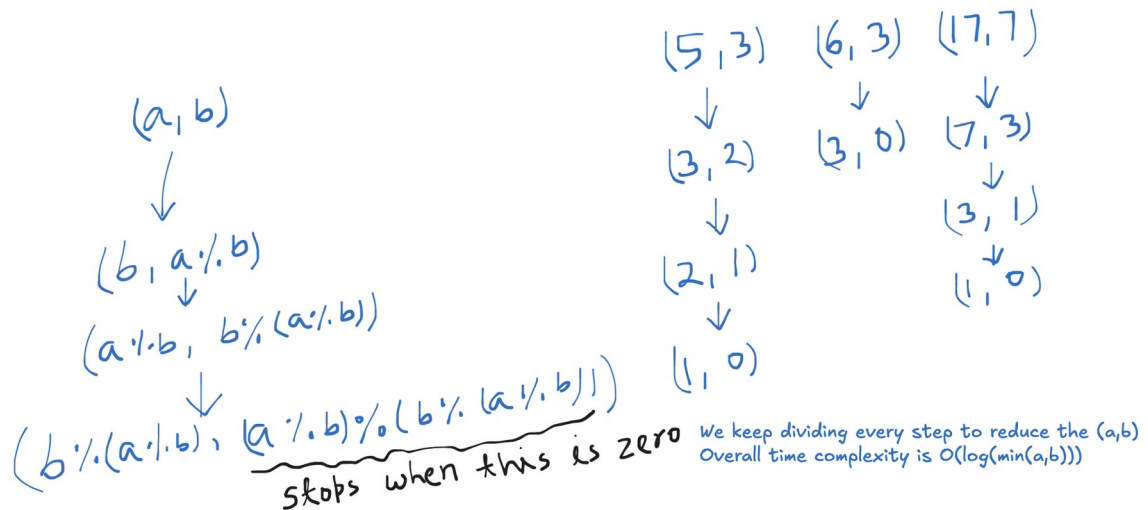 (a, b)
(b, a%b)
(a%b, b%(a%b))
(b%(a%b), (a%b)%(b%(a%b)))
stops when this is zero
(5,3)
(3, 2)
(2, 1)
(1, 0)
(6, 3)
(3, 0)
(17,7)
(7, 3)
(3, 1)
(1, 0)
We keep dividing every step to reduce the (a,b)
Overall time complexity is O(log(min(a,b)))